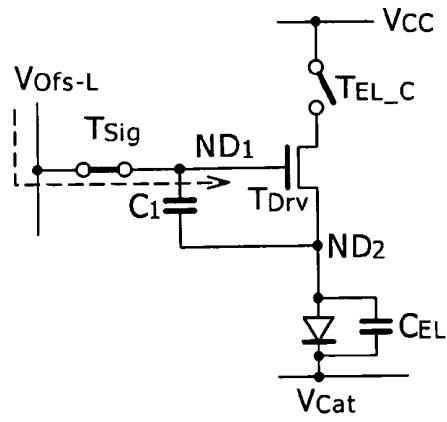 VCC
VOfs-L
TEL_C
TSig
ND1
C1
TDrv
ND2
CEL
VCat